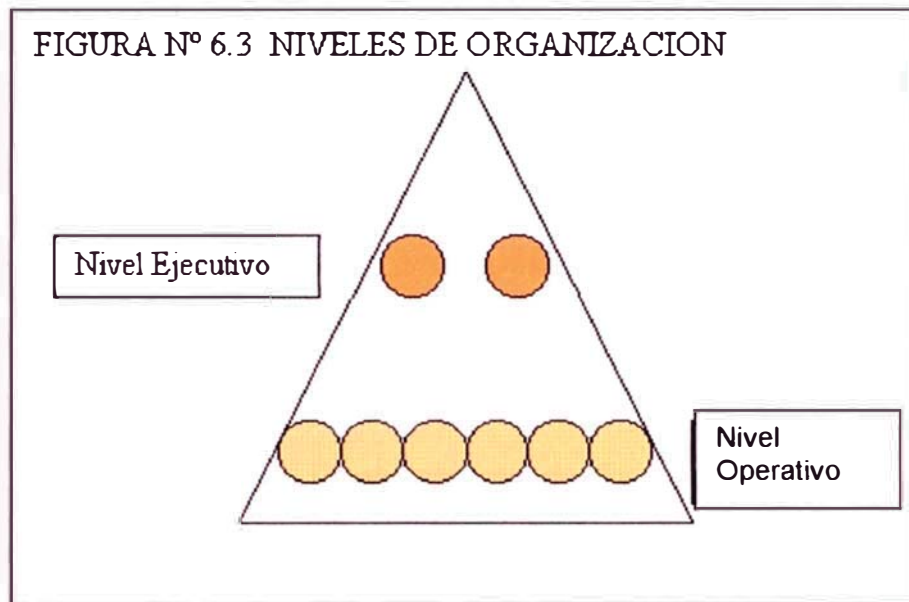 FIGURA Nº 6.3 NIVELES DE ORGANIZACION
Nivel Ejecutivo
Nivel
Operativo